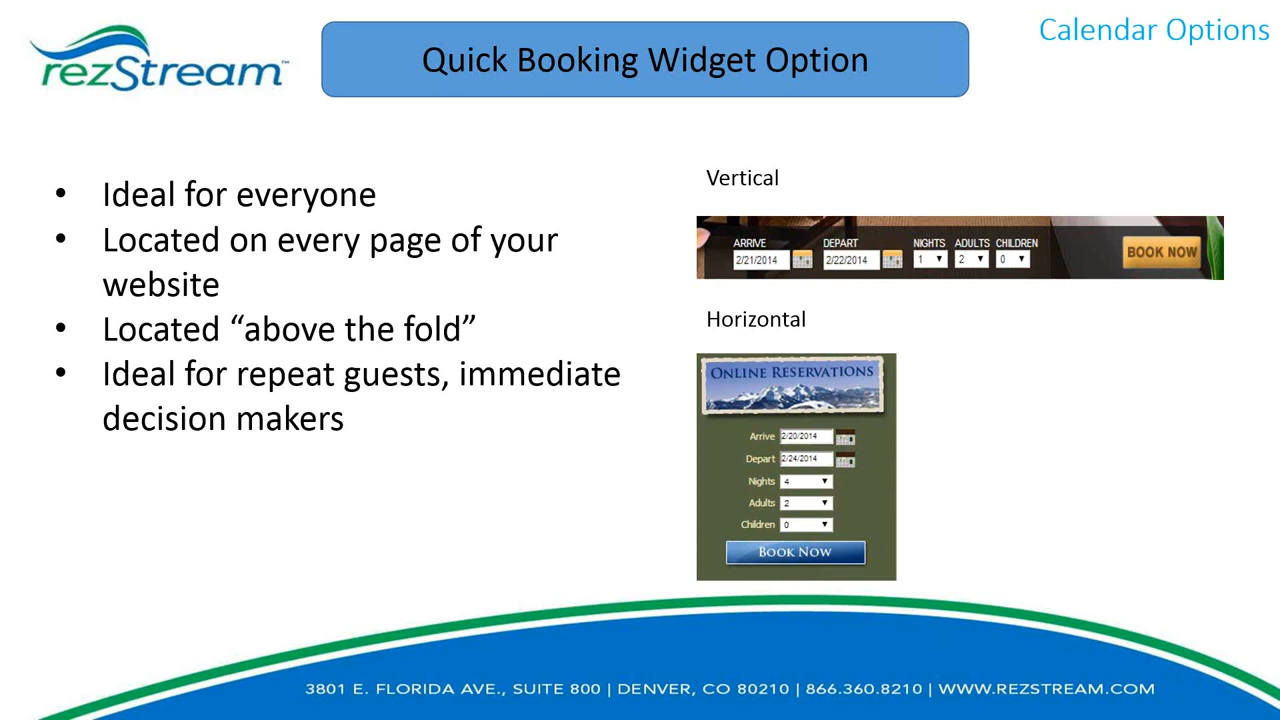 rezStream™
Quick Booking Widget Option
Calendar Options
• Ideal for everyone
• Located on every page of your
website
• Located “above the fold”
• Ideal for repeat guests, immediate
decision makers
Vertical
ARRIVE DEPART NIGHTS ADULTS CHILDREN
2/21/2014 2/22/2014 1 2 0 BOOK NOW
Horizontal
ONLINE RESERVATIONS
Arrive 2/20/2014
Depart 2/24/2014
Nights 4
Adults 2
Children 0
BOOK NOW
3801 E. FLORIDA AVE., SUITE 800 | DENVER, CO 80210 | 866.360.8210 | WWW.REZSTREAM.COM